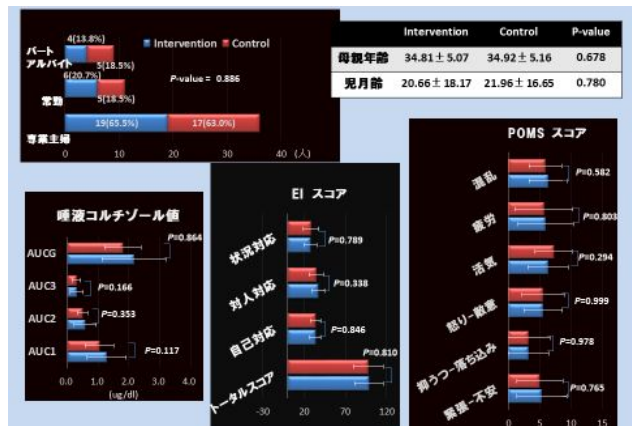 4(13.8%)
パート
アルバイト
5(18.5%)
6(20.7%)
常勤
5(18.5%)
専業主婦
19(65.5%)
17(63.0%)
Intervention
Control
P-value = 0.886
0 10 20 30 40 (人)
Intervention Control P-value
母親年齢 34.81±5.07 34.92±5.16 0.678
児月齢 20.66±18.17 21.96±16.65 0.780
唾液コルチゾール値
AUCG
P=0.864
AUC3
P=0.166
AUC2
P=0.353
AUC1
P=0.117
0.0 1.0 2.0 3.0 4.0
(ug/dl)
EI スコア
状況対応
P=0.789
対人対応
P=0.338
自己対応
P=0.846
トータルスコア
P=0.810
-30 20 70 120
POMS スコア
混乱
P=0.582
疲労
P=0.803
活気
P=0.294
怒り-敵意
P=0.999
抑うつ-落ち込み
P=0.978
緊張-不安
P=0.765
0 5 10 15